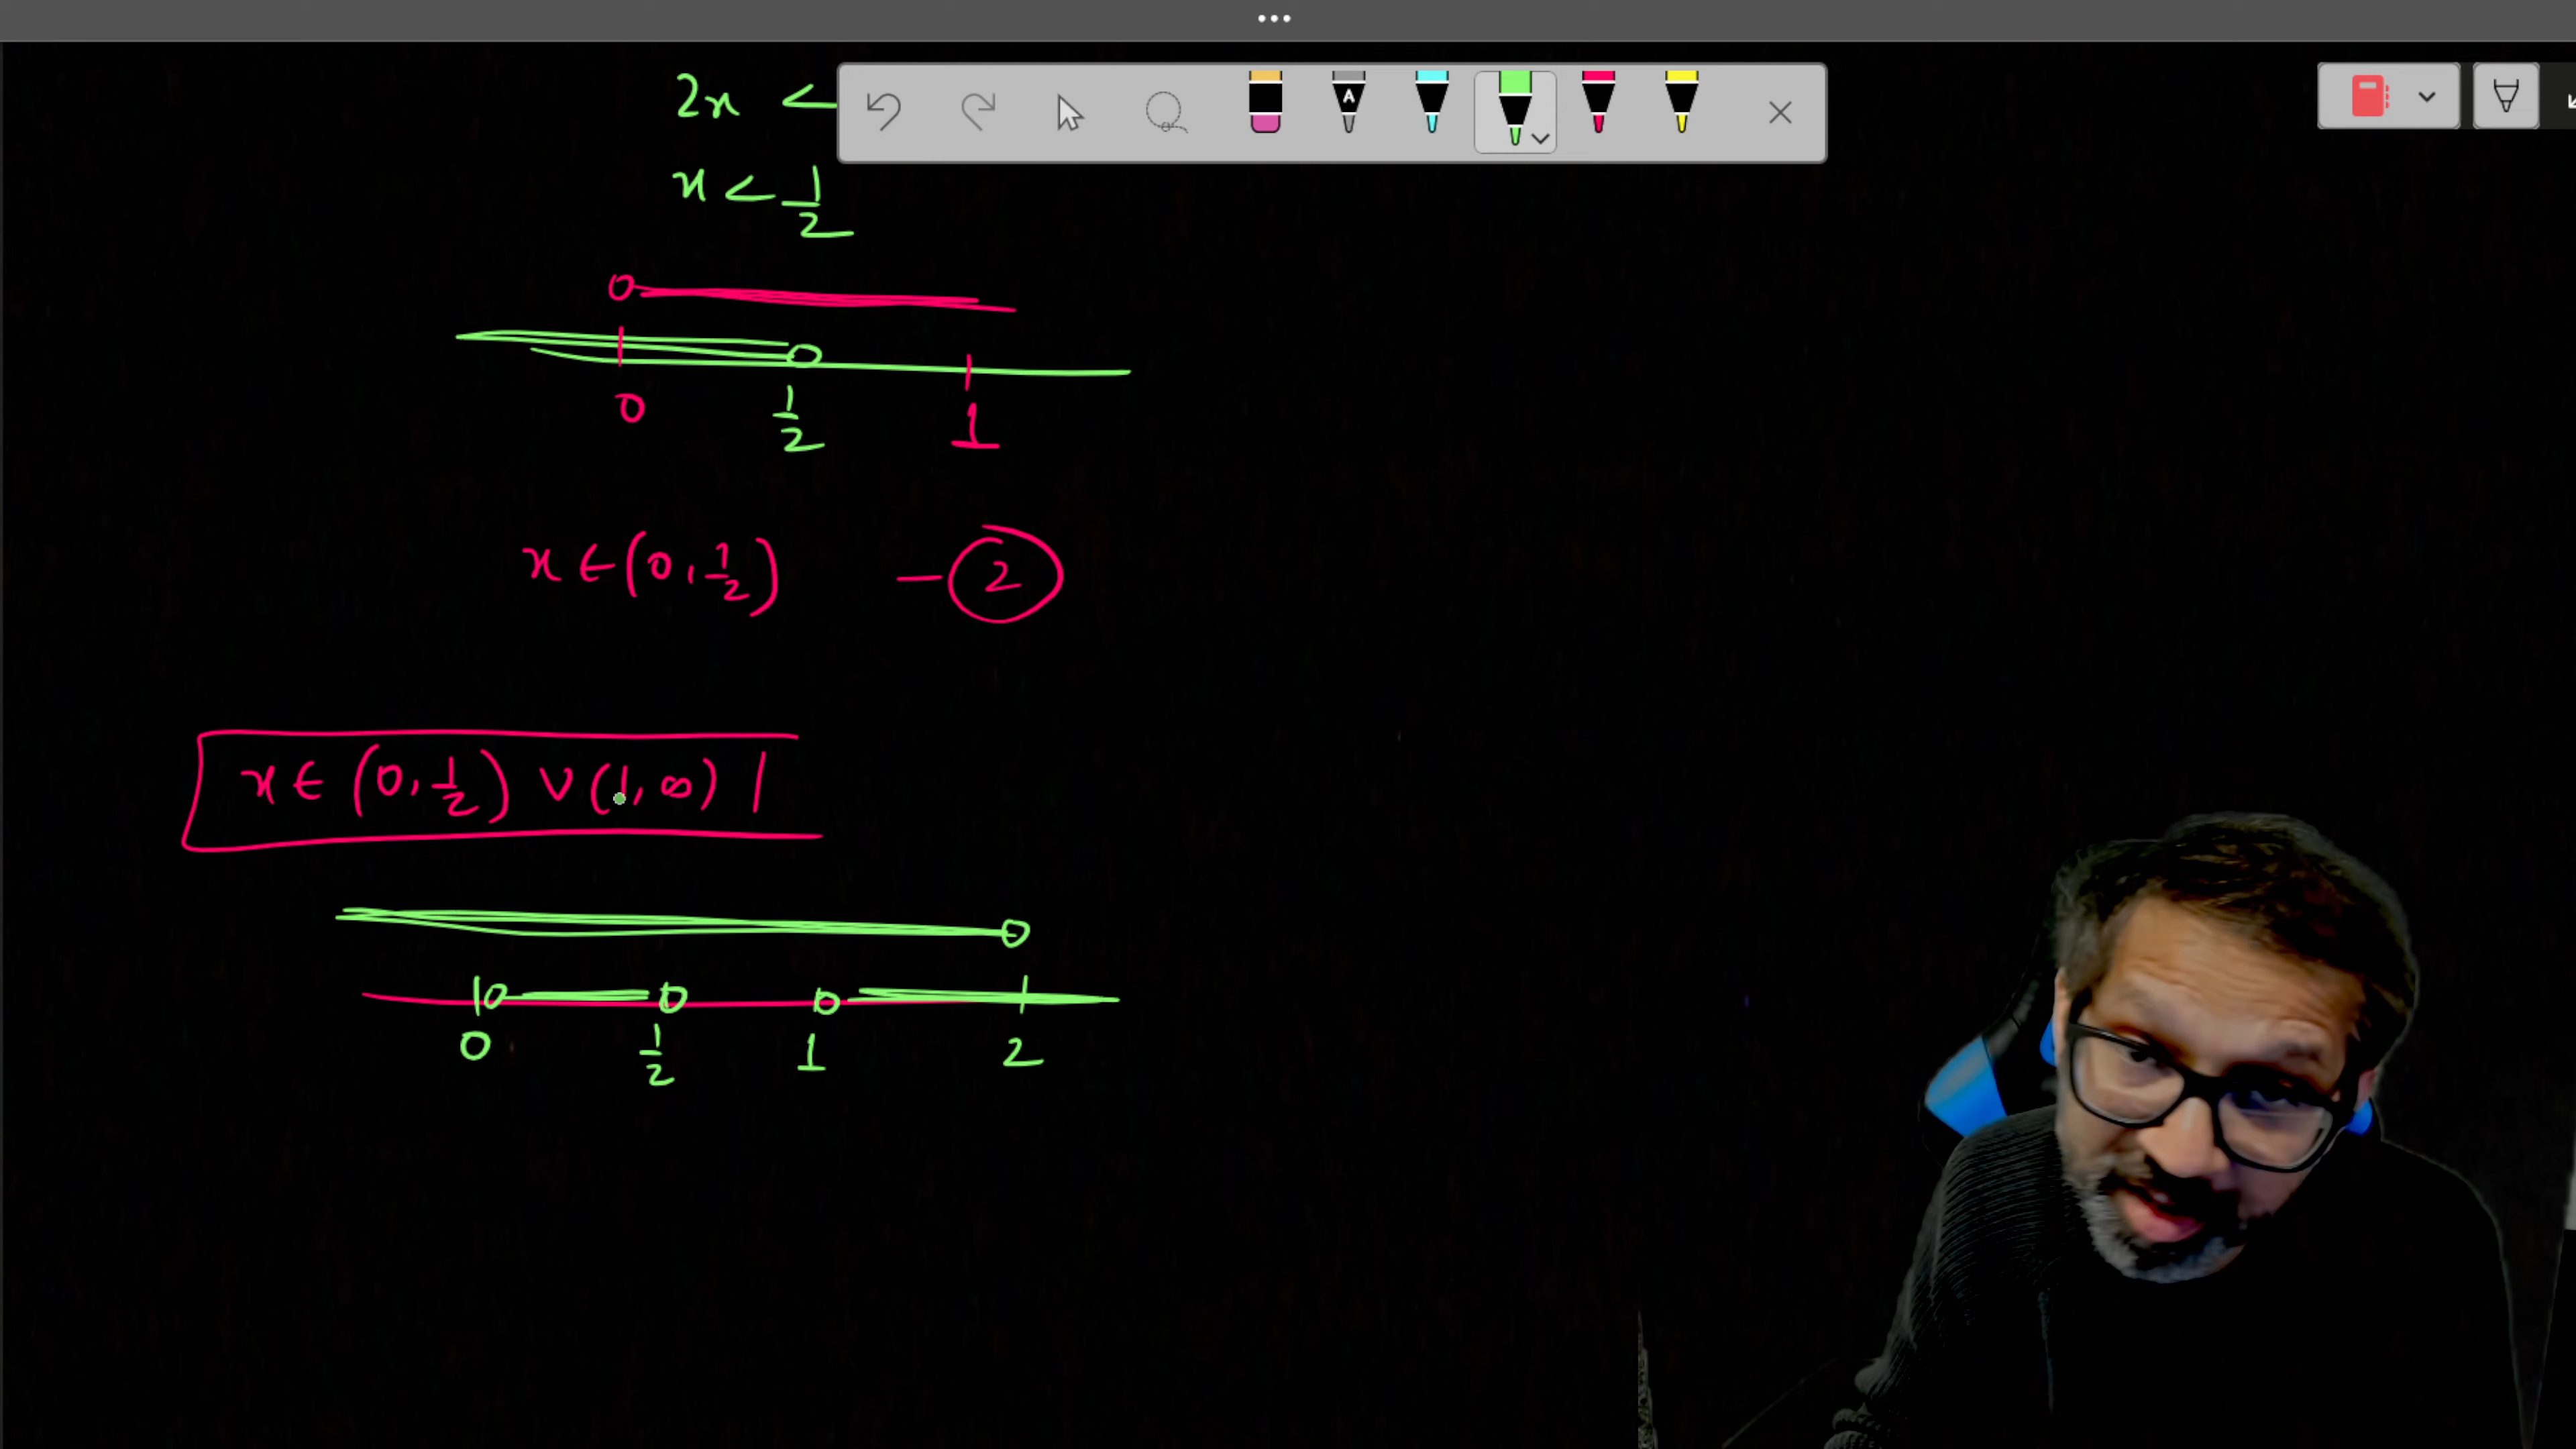 2x <
x < 1/2
0 1/2 1
x ∈ (0, 1/2) - 2
x ∈ (0, 1/2) ∪ (1, ∞)
0 1/2 1 2